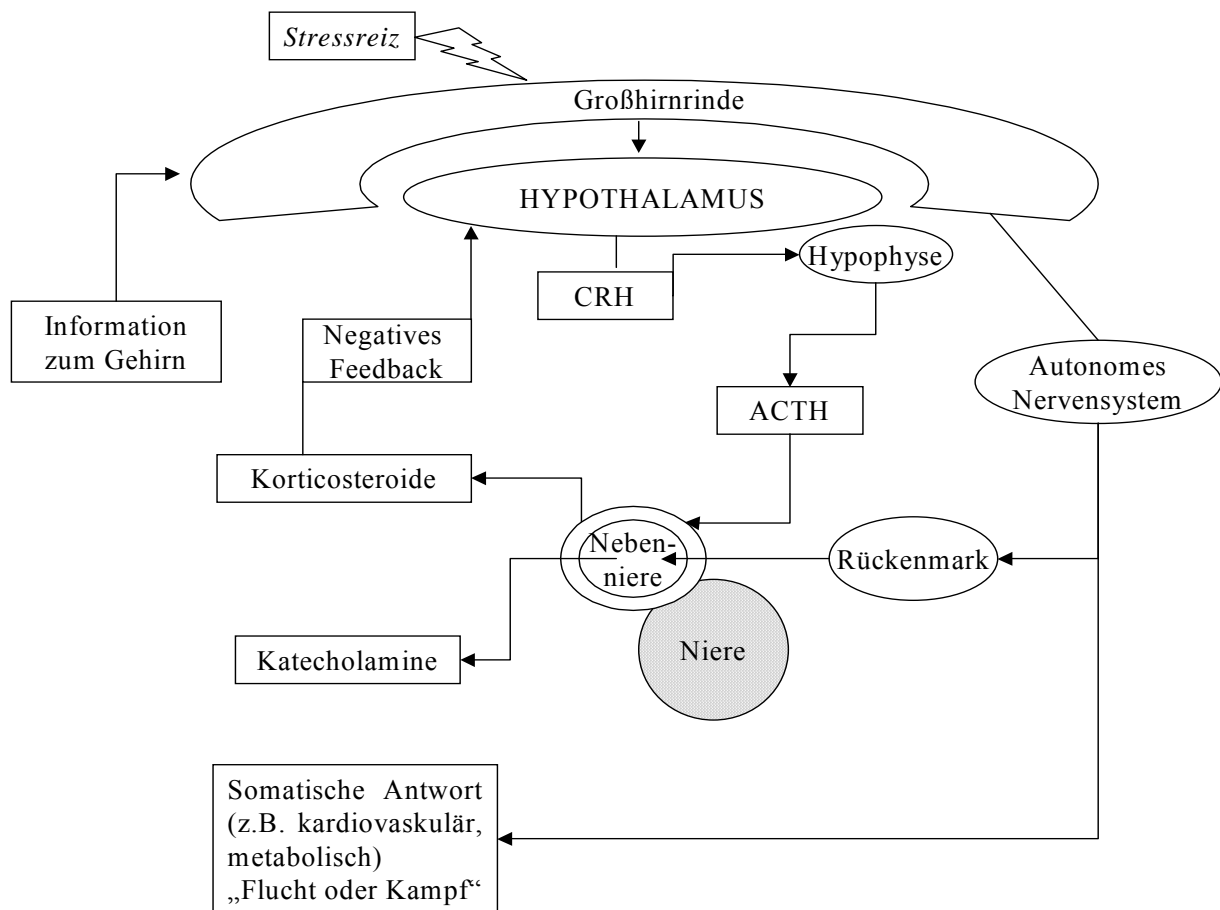 Stressreiz
Großhirnrinde
HYPOTHALAMUS
Hypophyse
CRH
Information
zum Gehirn
Negatives
Feedback
Autonomes
Nervensystem
ACTH
Korticosteroide
Neben-
niere
Rückenmark
Katecholamine
Niere
Somatische Antwort
(z.B. kardiovaskulär,
metabolisch)
„Flucht oder Kampf“